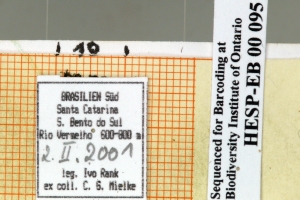 10
BRASILIEN Süd
Santa Catarina
S. Bento do Sul
Rio Vermelho 600-800 m
2. II. 2001
leg. Ivo Rank
ex coll. C. G. Mielke
Sequenced for Barcoding at
Biodiversity Institute of Ontario
HESP-EB 00 095